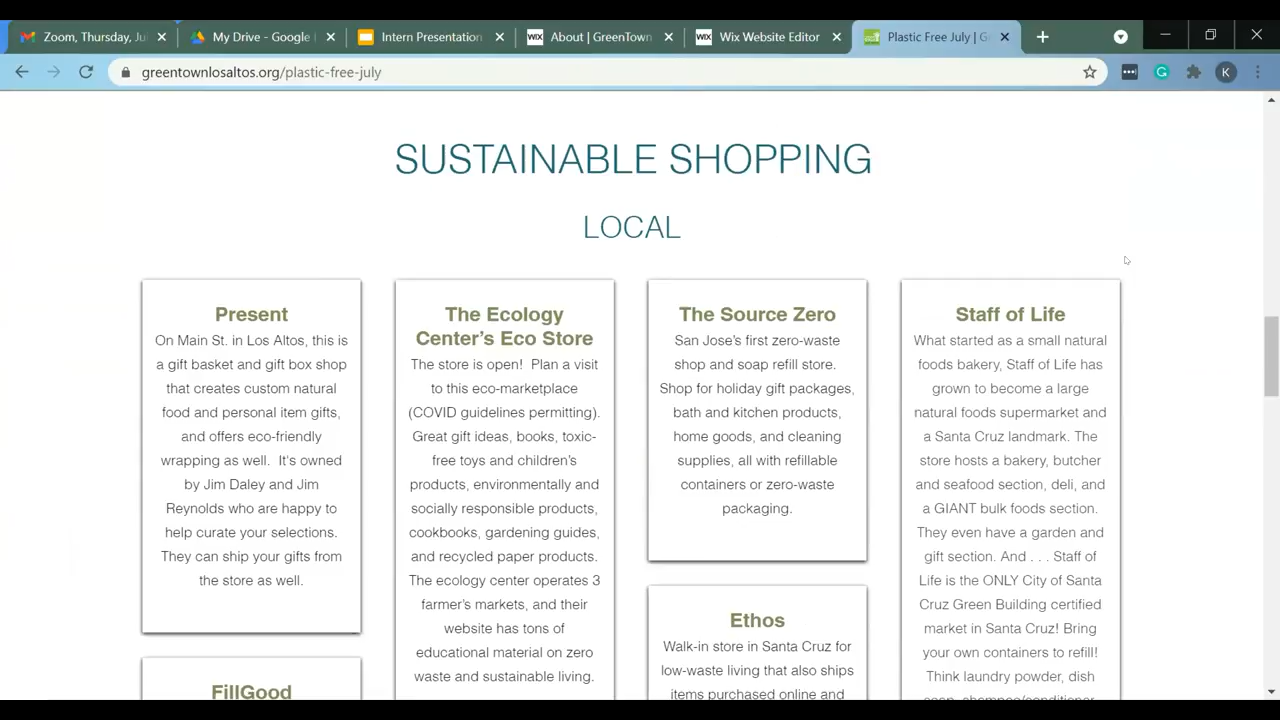 Zoom, Thursday, Ju
My Drive - Google
Intern Presentation
WIX
About | GreenTown
WIX
Wix Website Editor
Plastic Free July | G
greentownlosaltos.org/plastic-free-july
K
SUSTAINABLE SHOPPING
LOCAL
Present
On Main St. in Los Altos, this is
a gift basket and gift box shop
that creates custom natural
food and personal item gifts,
and offers eco-friendly
wrapping as well.  It's owned
by Jim Daley and Jim
Reynolds who are happy to
help curate your selections.
They can ship your gifts from
the store as well.
FillGood
The Ecology
Center's Eco Store
The store is open!  Plan a visit
to this eco-marketplace
(COVID guidelines permitting).
Great gift ideas, books, toxic-
free toys and children's
products, environmentally and
socially responsible products,
cookbooks, gardening guides,
and recycled paper products.
The ecology center operates 3
farmer's markets, and their
website has tons of
educational material on zero
waste and sustainable living.
The Source Zero
San Jose's first zero-waste
shop and soap refill store.
Shop for holiday gift packages,
bath and kitchen products,
home goods, and cleaning
supplies, all with refillable
containers or zero-waste
packaging.
Ethos
Walk-in store in Santa Cruz for
low-waste living that also ships
items purchased online and
Staff of Life
What started as a small natural
foods bakery, Staff of Life has
grown to become a large
natural foods supermarket and
a Santa Cruz landmark. The
store hosts a bakery, butcher
and seafood section, deli, and
a GIANT bulk foods section.
They even have a garden and
gift section. And . . . Staff of
Life is the ONLY City of Santa
Cruz Green Building certified
market in Santa Cruz! Bring
your own containers to refill!
Think laundry powder, dish
soap, shampoo/conditioner,